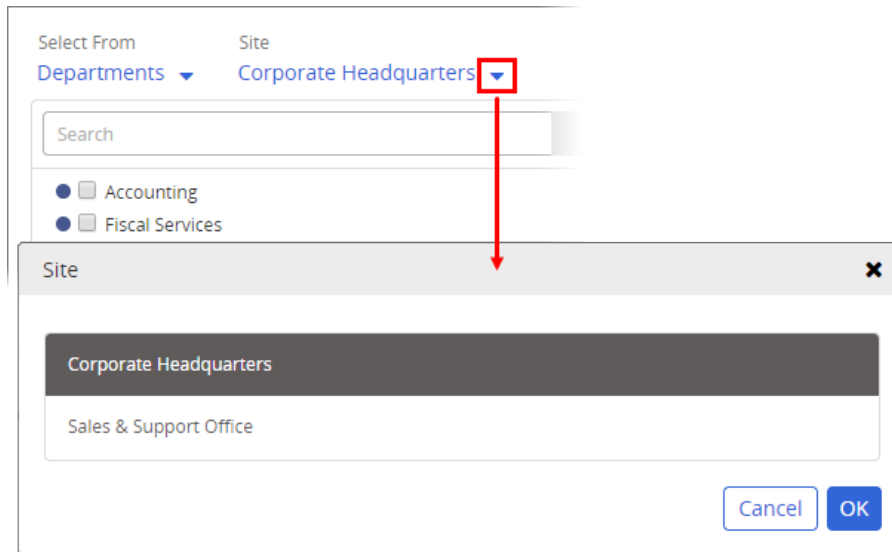 Select From Site
Departments Corporate Headquarters
Search
Accounting
Fiscal Services
Site
Corporate Headquarters
Sales & Support Office
Cancel OK